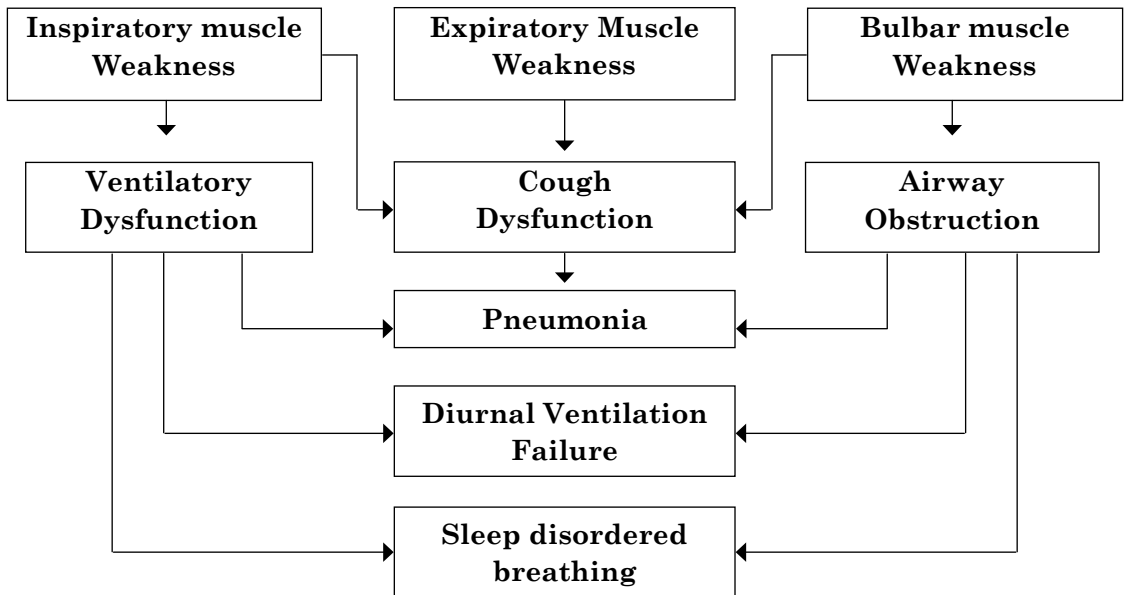 Inspiratory muscle
Weakness
Expiratory Muscle
Weakness
Bulbar muscle
Weakness
Ventilatory
Dysfunction
Cough
Dysfunction
Airway
Obstruction
Pneumonia
Diurnal Ventilation
Failure
Sleep disordered
breathing